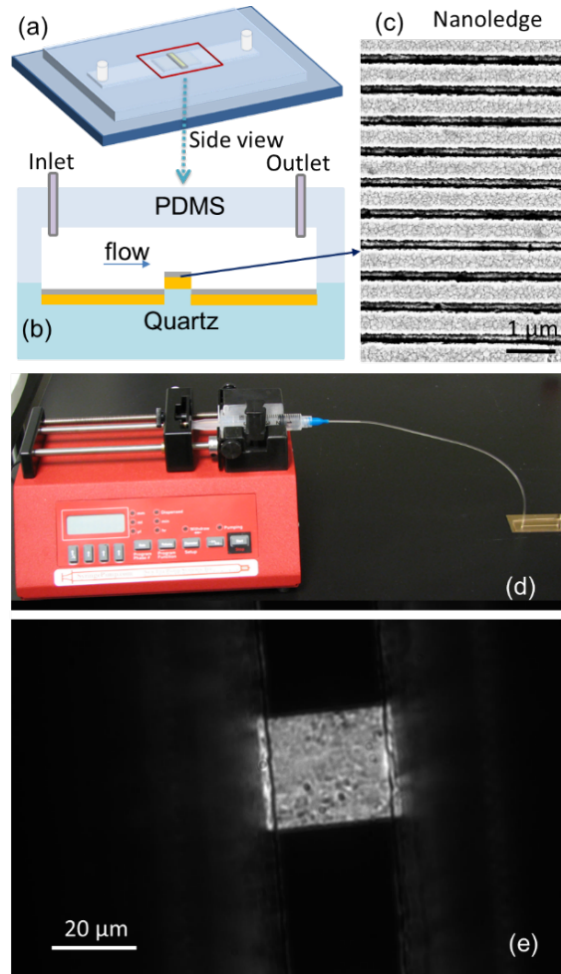 (a)
Side view
Inlet
Outlet
PDMS
flow
(b)
Quartz
(c) Nanoledge
1 μm
(d)
20 μm
(e)